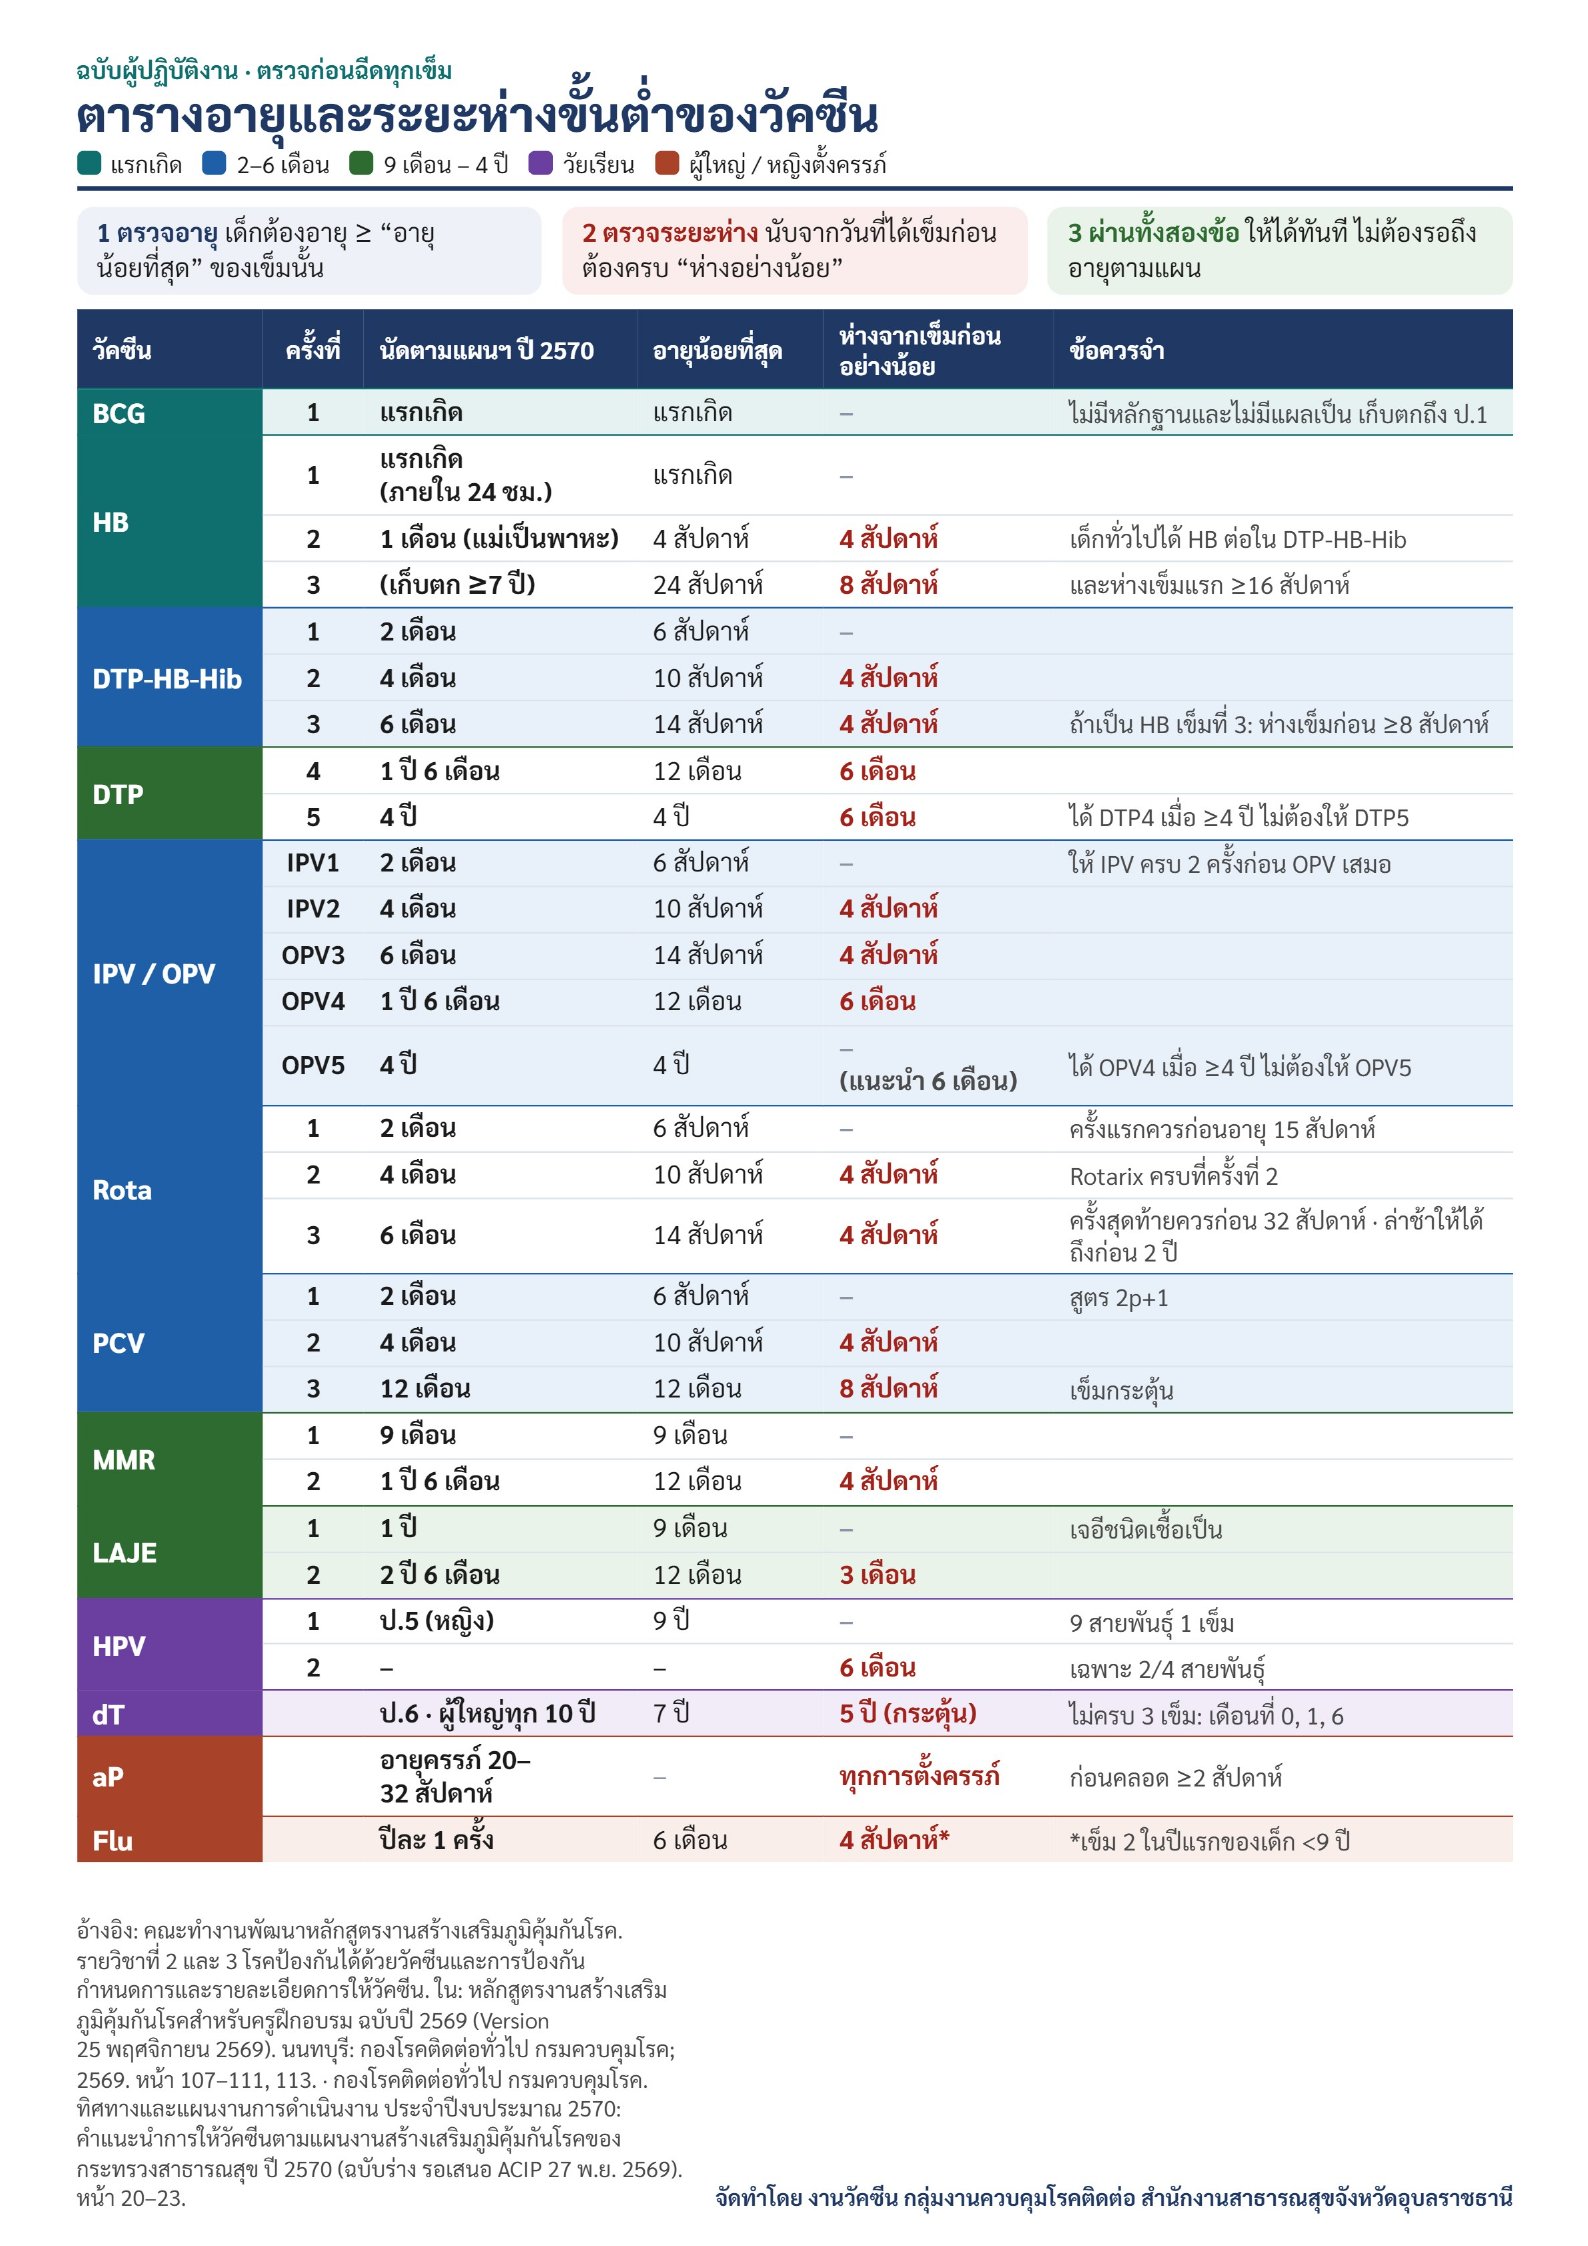 ฉบับผู้ปฏิบัติงาน · ตรวจก่อนฉีดทุกเข็ม
ตารางอายุและระยะห่างขั้นต่ำของวัคซีน
แรกเกิด 2–6 เดือน 9 เดือน – 4 ปี วัยเรียน ผู้ใหญ่ / หญิงตั้งครรภ์
1 ตรวจอายุ เด็กต้องอายุ ≥ “อายุ
น้อยที่สุด” ของเข็มนั้น
2 ตรวจระยะห่าง นับจากวันที่ได้เข็มก่อน
ต้องครบ “ห่างอย่างน้อย”
3 ผ่านทั้งสองข้อ ให้ได้ทันที ไม่ต้องรอถึง
อายุตามแผน
วัคซีน ครั้งที่ นัดตามแผนฯ ปี 2570 อายุน้อยที่สุด ห่างจากเข็มก่อน
อย่างน้อย ข้อควรจำ
BCG 1 แรกเกิด แรกเกิด – ไม่มีหลักฐานและไม่มีแผลเป็น เก็บตกถึง ป.1
HB
1 แรกเกิด
(ภายใน 24 ชม.) แรกเกิด –
2 1 เดือน (แม่เป็นพาหะ) 4 สัปดาห์ 4 สัปดาห์ เด็กทั่วไปได้ HB ต่อใน DTP-HB-Hib
3 (เก็บตก ≥7 ปี) 24 สัปดาห์ 8 สัปดาห์ และห่างเข็มแรก ≥16 สัปดาห์
DTP-HB-Hib
1 2 เดือน 6 สัปดาห์ –
2 4 เดือน 10 สัปดาห์ 4 สัปดาห์
3 6 เดือน 14 สัปดาห์ 4 สัปดาห์ ถ้าเป็น HB เข็มที่ 3: ห่างเข็มก่อน ≥8 สัปดาห์
DTP
4 1 ปี 6 เดือน 12 เดือน 6 เดือน
5 4 ปี 4 ปี 6 เดือน ได้ DTP4 เมื่อ ≥4 ปี ไม่ต้องให้ DTP5
IPV / OPV
IPV1 2 เดือน 6 สัปดาห์ – ให้ IPV ครบ 2 ครั้งก่อน OPV เสมอ
IPV2 4 เดือน 10 สัปดาห์ 4 สัปดาห์
OPV3 6 เดือน 14 สัปดาห์ 4 สัปดาห์
OPV4 1 ปี 6 เดือน 12 เดือน 6 เดือน
OPV5 4 ปี 4 ปี –
(แนะนำ 6 เดือน) ได้ OPV4 เมื่อ ≥4 ปี ไม่ต้องให้ OPV5
Rota
1 2 เดือน 6 สัปดาห์ – ครั้งแรกควรก่อนอายุ 15 สัปดาห์
2 4 เดือน 10 สัปดาห์ 4 สัปดาห์ Rotarix ครบที่ครั้งที่ 2
3 6 เดือน 14 สัปดาห์ 4 สัปดาห์ ครั้งสุดท้ายควรก่อน 32 สัปดาห์ · ล่าช้าให้ได้
ถึงก่อน 2 ปี
PCV
1 2 เดือน 6 สัปดาห์ – สูตร 2p+1
2 4 เดือน 10 สัปดาห์ 4 สัปดาห์
3 12 เดือน 12 เดือน 8 สัปดาห์ เข็มกระตุ้น
MMR
1 9 เดือน 9 เดือน –
2 1 ปี 6 เดือน 12 เดือน 4 สัปดาห์
LAJE
1 1 ปี 9 เดือน – เจอีชนิดเชื้อเป็น
2 2 ปี 6 เดือน 12 เดือน 3 เดือน
HPV
1 ป.5 (หญิง) 9 ปี – 9 สายพันธุ์ 1 เข็ม
2 – – 6 เดือน เฉพาะ 2/4 สายพันธุ์
dT ป.6 · ผู้ใหญ่ทุก 10 ปี 7 ปี 5 ปี (กระตุ้น) ไม่ครบ 3 เข็ม: เดือนที่ 0, 1, 6
aP อายุครรภ์ 20–
32 สัปดาห์ – ทุกการตั้งครรภ์ ก่อนคลอด ≥2 สัปดาห์
Flu ปีละ 1 ครั้ง 6 เดือน 4 สัปดาห์* *เข็ม 2 ในปีแรกของเด็ก <9 ปี
อ้างอิง: คณะทำงานพัฒนาหลักสูตรงานสร้างเสริมภูมิคุ้มกันโรค.
รายวิชาที่ 2 และ 3 โรคป้องกันได้ด้วยวัคซีนและการป้องกัน
กำหนดการและรายละเอียดการให้วัคซีน. ใน: หลักสูตรงานสร้างเสริม
ภูมิคุ้มกันโรคสำหรับครูฝึกอบรม ฉบับปี 2569 (Version
25 พฤศจิกายน 2569). นนทบุรี: กองโรคติดต่อทั่วไป กรมควบคุมโรค;
2569. หน้า 107–111, 113. · กองโรคติดต่อทั่วไป กรมควบคุมโรค.
ทิศทางและแผนงานการดำเนินงาน ประจำปีงบประมาณ 2570:
คำแนะนำการให้วัคซีนตามแผนงานสร้างเสริมภูมิคุ้มกันโรคของ
กระทรวงสาธารณสุข ปี 2570 (ฉบับร่าง รอเสนอ ACIP 27 พ.ย. 2569).
หน้า 20–23.
จัดทำโดย งานวัคซีน กลุ่มงานควบคุมโรคติดต่อ สำนักงานสาธารณสุขจังหวัดอุบลราชธานี